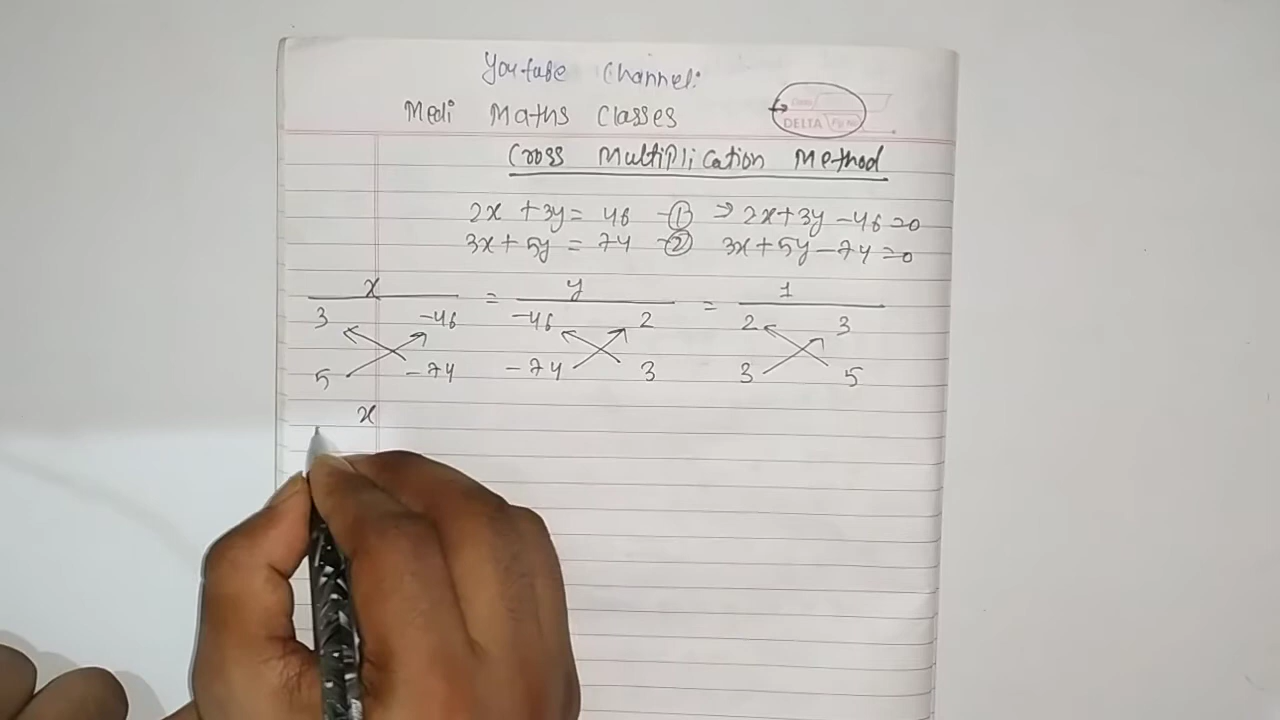 Youtube Channel:
Medi Maths Classes
DELTA Pg No
Cross Multiplication Method
2x + 3y = 46 -① ⇒ 2x+3y -46=0
3x + 5y = 74 -② 3x+5y-74=0
x = y = 1
3 -46 -46 2 2 3
5 -74 -74 3 3 5
x